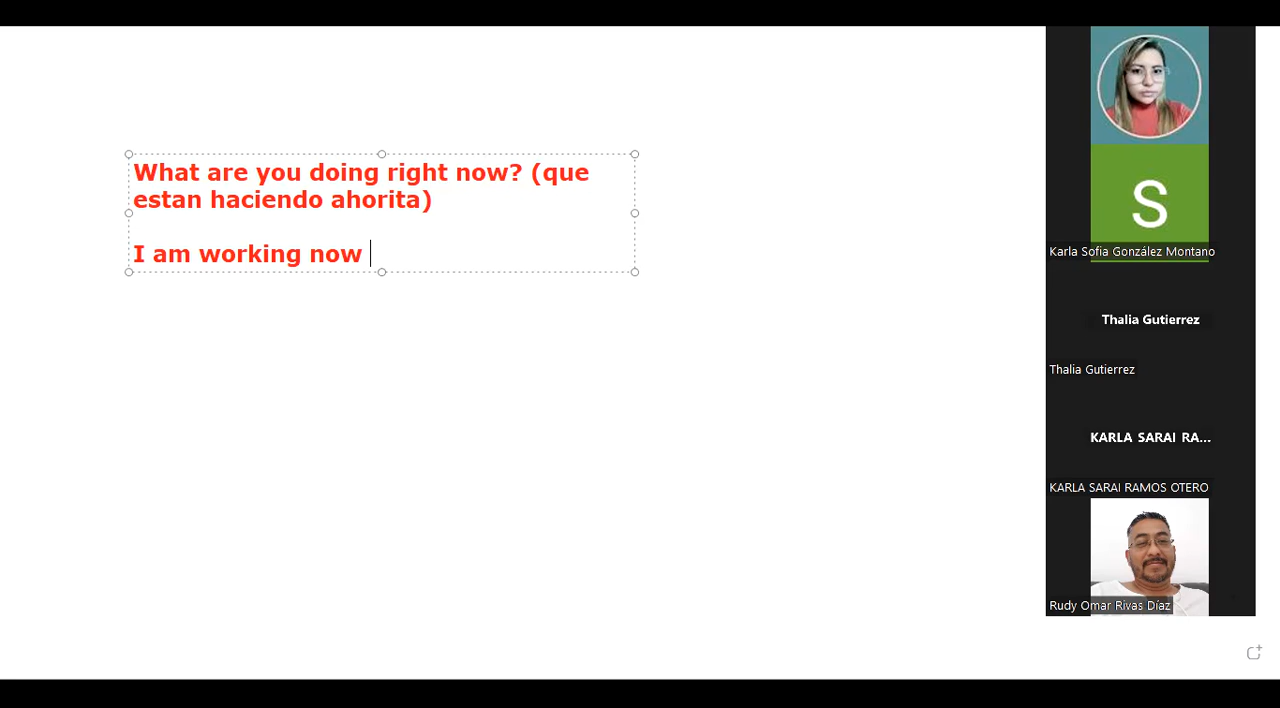 What are you doing right now? (que
estan haciendo ahorita)
I am working now
S
Karla Sofia González Montano
Thalia Gutierrez
Thalia Gutierrez
KARLA SARAI RA...
KARLA SARAI RAMOS OTERO
Rudy Omar Rivas Díaz